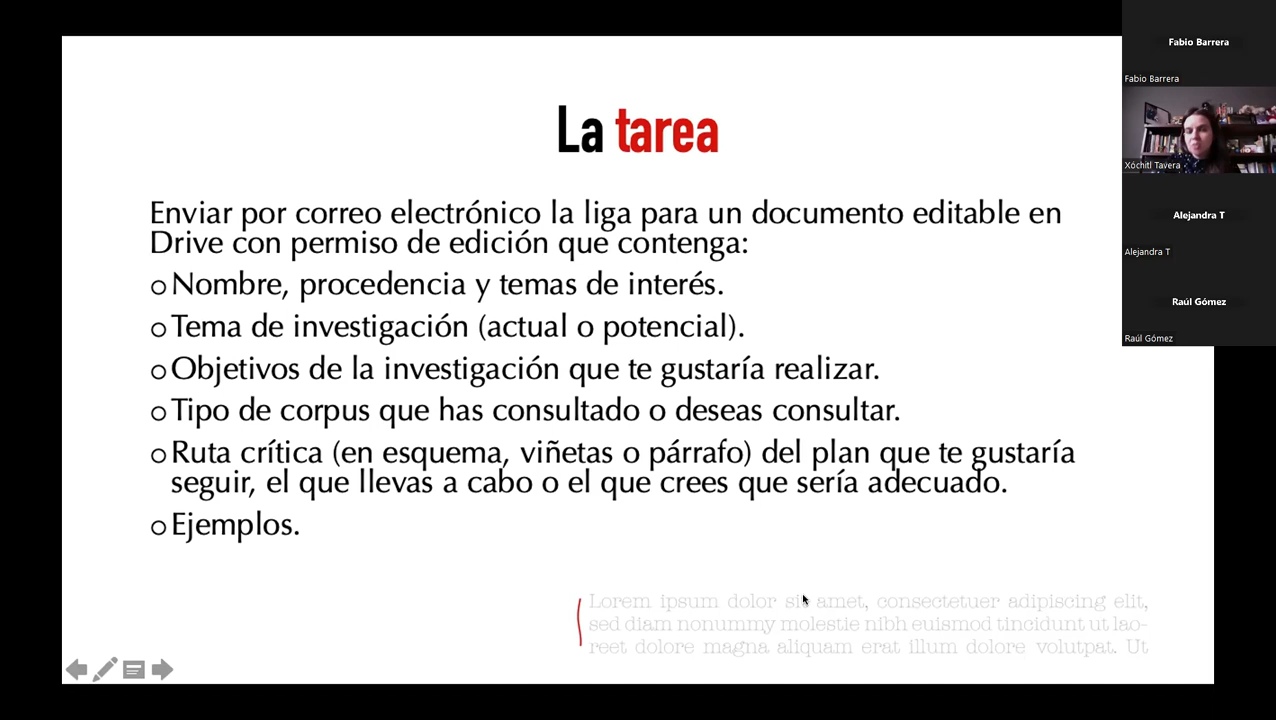 La tarea
Enviar por correo electrónico la liga para un documento editable en
Drive con permiso de edición que contenga:
Nombre, procedencia y temas de interés.
Tema de investigación (actual o potencial).
Objetivos de la investigación que te gustaría realizar.
Tipo de corpus que has consultado o deseas consultar.
Ruta crítica (en esquema, viñetas o párrafo) del plan que te gustaría
seguir, el que llevas a cabo o el que crees que sería adecuado.
Ejemplos.
Lorem ipsum dolor sit amet, consectetuer adipiscing elit,
sed diam nonummy molestie nibh euismod tincidunt ut lao-
reet dolore magna aliquam erat illum dolore volutpat. Ut
Fabio Barrera
Fabio Barrera
Xóchitl Tavera
Alejandra T
Alejandra T
Raúl Gómez
Raúl Gómez